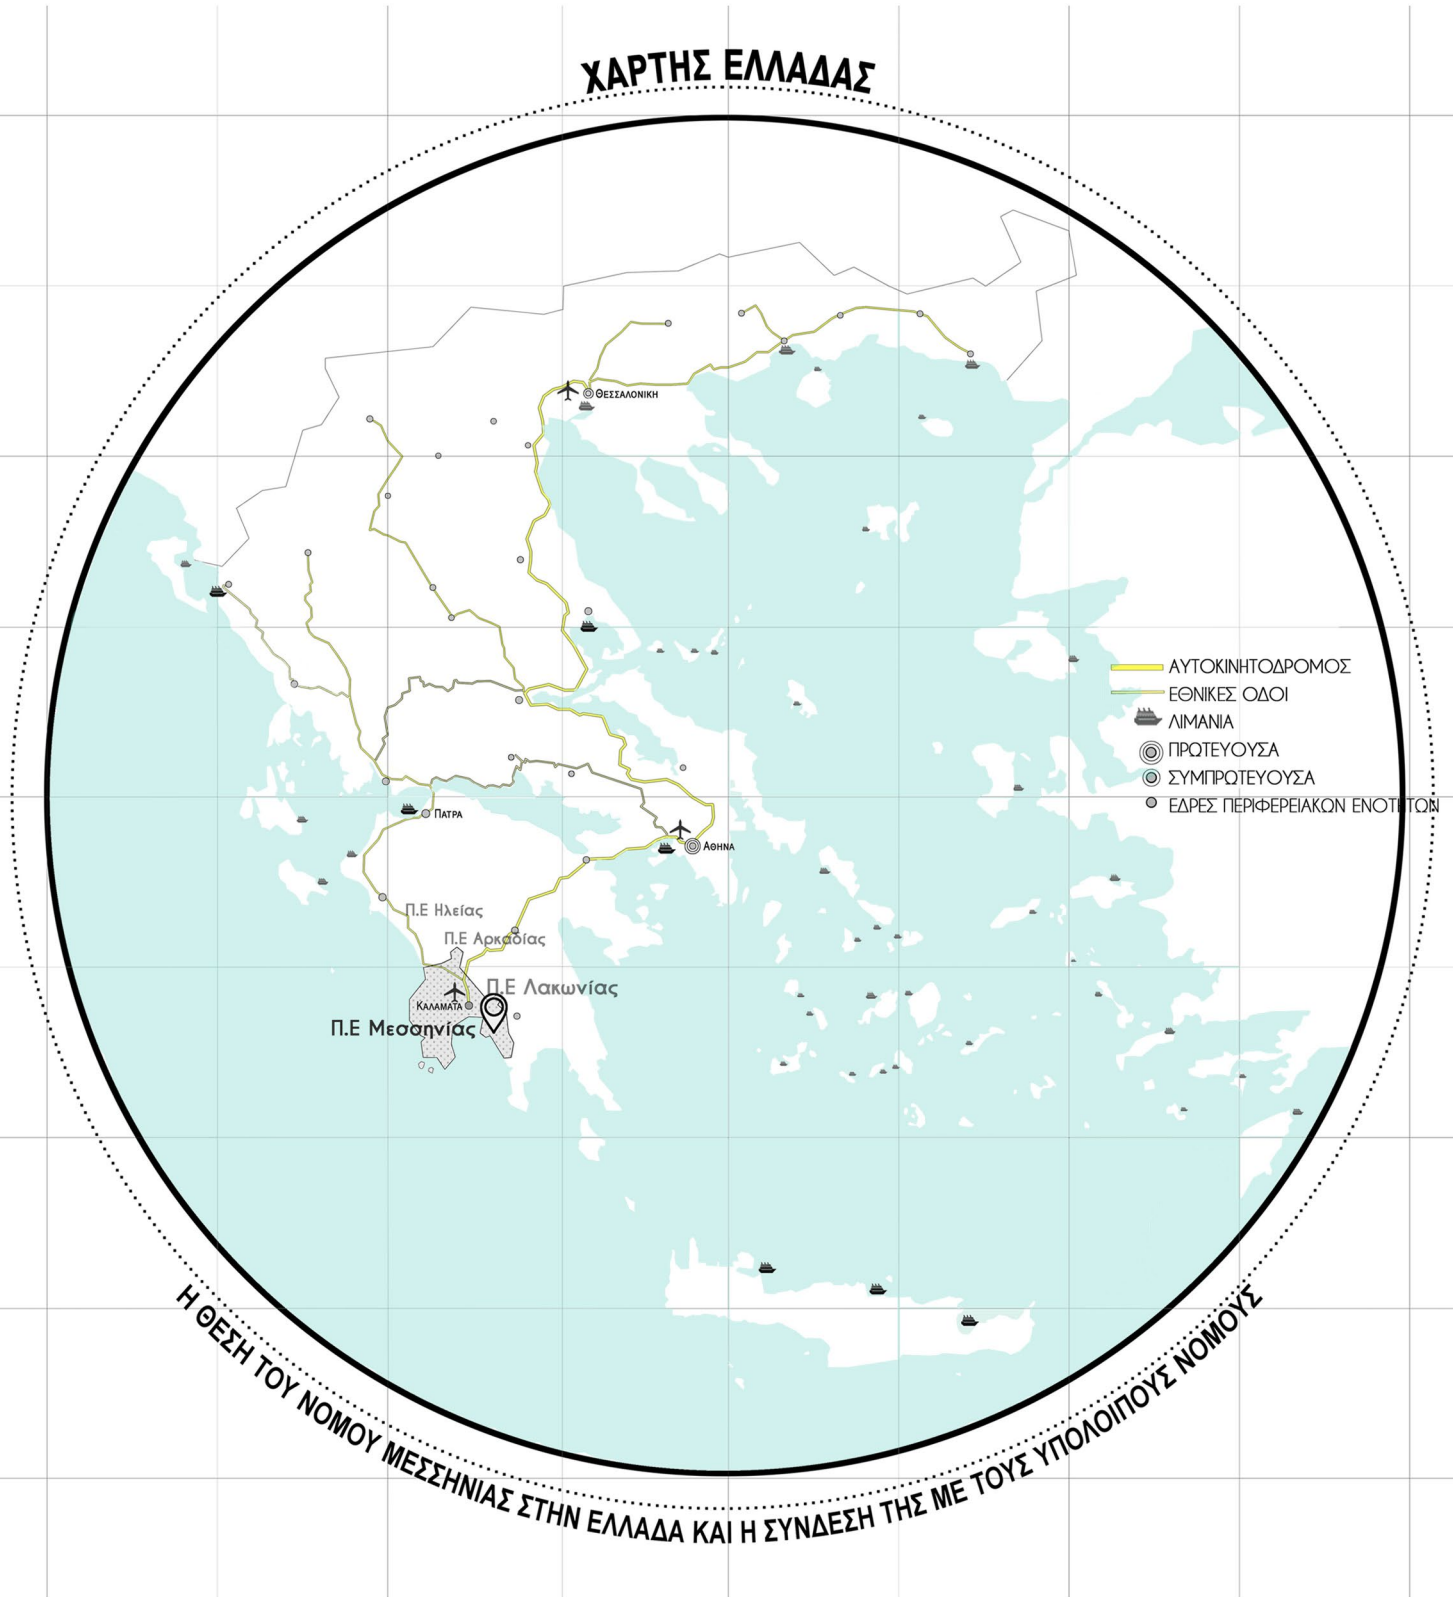 ΧΑΡΤΗΣ ΕΛΛΑΔΑΣ
ΘΕΣΣΑΛΟΝΙΚΗ
ΑΥΤΟΚΙΝΗΤΟΔΡΟΜΟΣ
ΕΘΝΙΚΕΣ ΟΔΟΙ
ΛΙΜΑΝΙΑ
ΠΡΩΤΕΥΟΥΣΑ
ΣΥΜΠΡΩΤΕΥΟΥΣΑ
ΕΔΡΕΣ ΠΕΡΙΦΕΡΕΙΑΚΩΝ ΕΝΟΤΗΤΩΝ
ΠΑΤΡΑ
ΑΘΗΝΑ
Π.Ε Ηλείας
Π.Ε Αρκαδίας
Π.Ε Λακωνίας
ΚΑΛΑΜΑΤΑ
Π.Ε Μεσσηνίας
Η ΘΕΣΗ ΤΟΥ ΝΟΜΟΥ ΜΕΣΣΗΝΙΑΣ ΣΤΗΝ ΕΛΛΑΔΑ ΚΑΙ Η ΣΥΝΔΕΣΗ ΤΗΣ ΜΕ ΤΟΥΣ ΥΠΟΛΟΙΠΟΥΣ ΝΟΜΟΥΣ